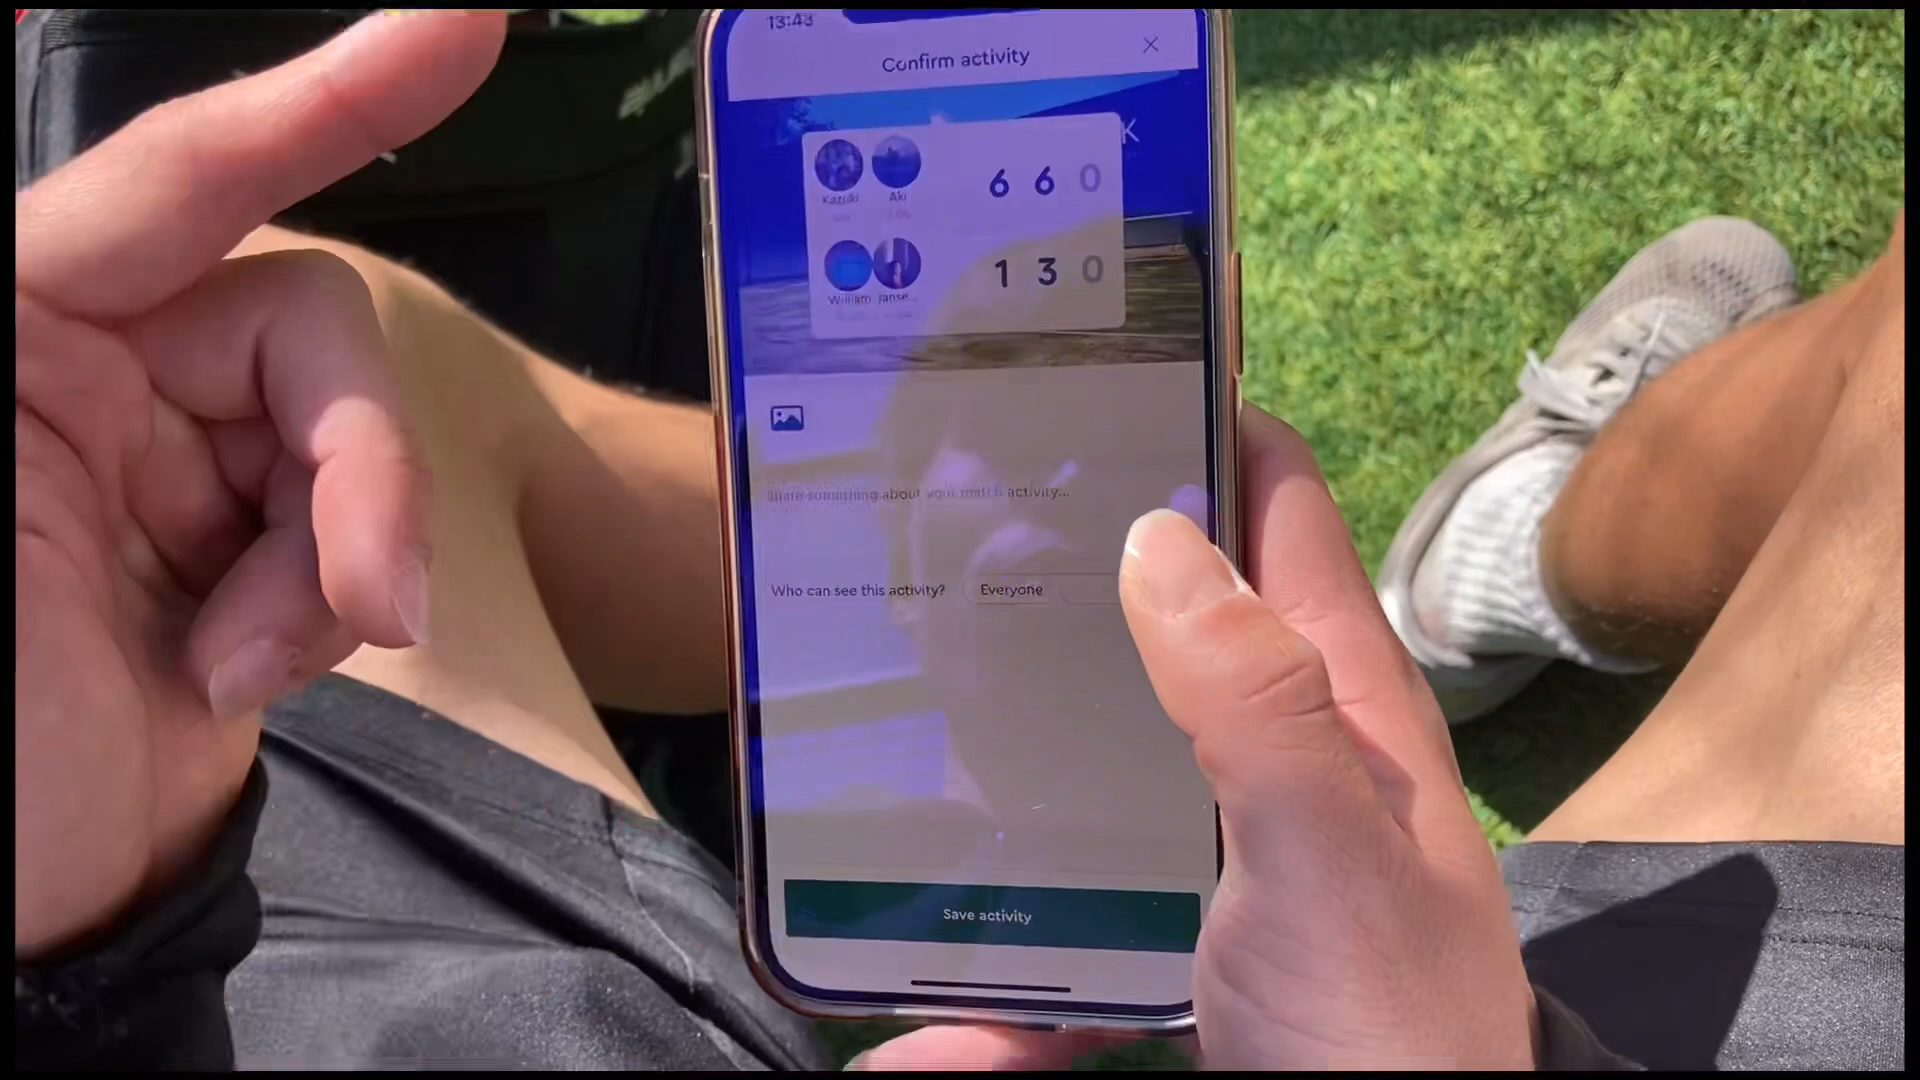 13:43
Confirm activity
K
6 6 0
Kazuki Aki
1 3 0
William Janse...
Share something about your match activity...
Who can see this activity? Everyone
Save activity